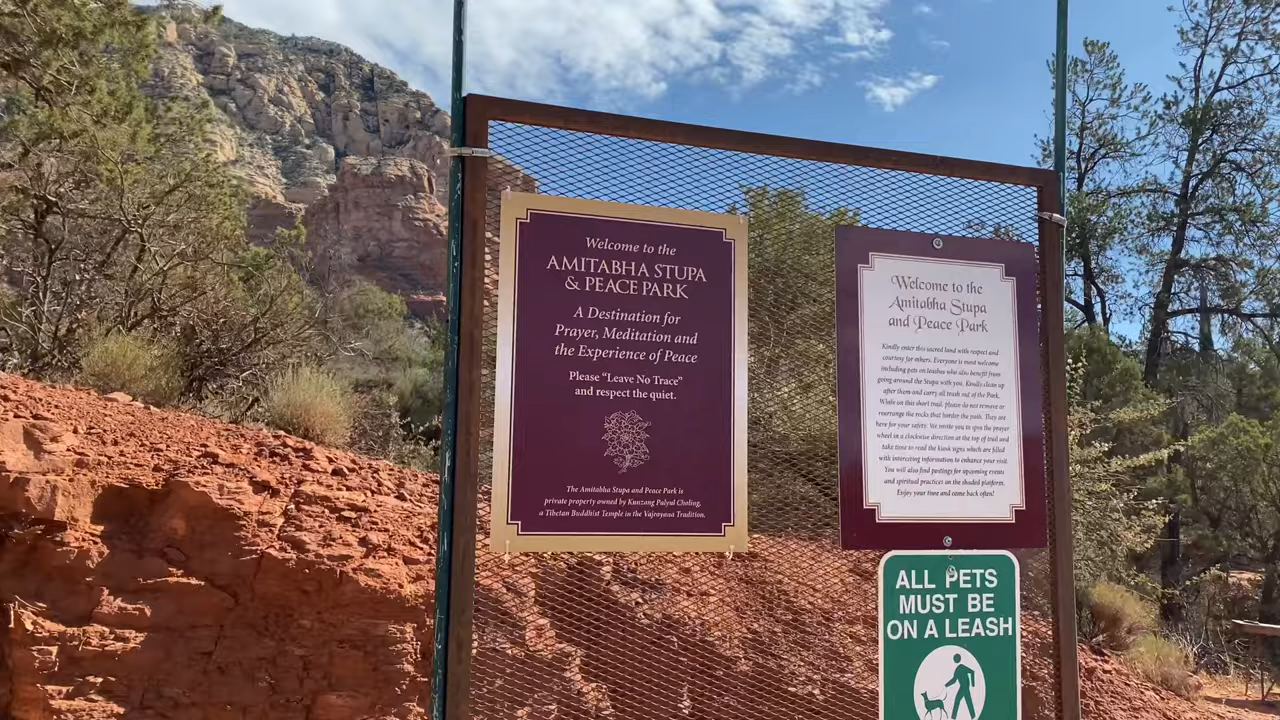 Welcome to the
AMITABHA STUPA
& PEACE PARK
A Destination for
Prayer, Meditation and
the Experience of Peace
Please “Leave No Trace”
and respect the quiet.
The Amitabha Stupa and Peace Park is
private property owned by Kunzang Palyul Choling,
a Tibetan Buddhist Temple in the Vajrayana Tradition.
Welcome to the
Amitabha Stupa
and Peace Park
Kindly enter this sacred land with respect and
courtesy for others. Everyone is most welcome
including pets on leashes who also benefit from
going around the Stupa with you. Kindly clean up
after them and carry all trash out of the Park.
While on this short trail, please do not remove or
rearrange the rocks that border the path. They are
here for your safety. We invite you to spin the prayer
wheel in a clockwise direction at the top of trail and
take time to read the kiosk signs which are filled
with interesting information to enhance your visit.
You will also find postings for upcoming events
and spiritual practices on the shaded platform.
Enjoy your time and come back often!
ALL PETS
MUST BE
ON A LEASH